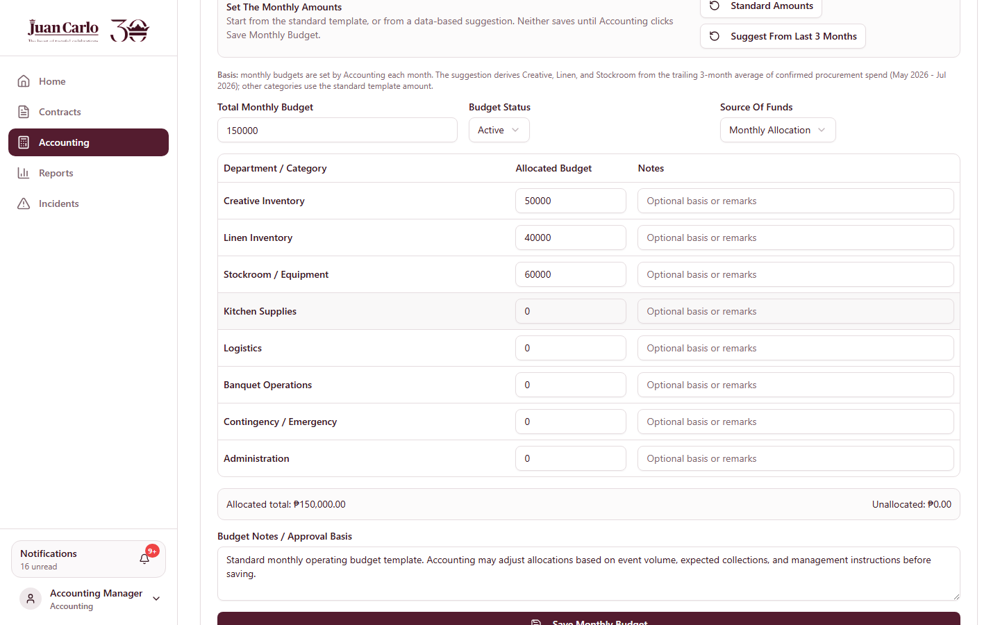 Juan Carlo 30
The heart of tasteful celebrations
Home
Contracts
Accounting
Reports
Incidents
Notifications
16 unread
9+
Accounting Manager
Accounting
Set The Monthly Amounts
Start from the standard template, or from a data-based suggestion. Neither saves until Accounting clicks
Save Monthly Budget.
Standard Amounts
Suggest From Last 3 Months
Basis: monthly budgets are set by Accounting each month. The suggestion derives Creative, Linen, and Stockroom from the trailing 3-month average of confirmed procurement spend (May 2026 - Jul
2026); other categories use the standard template amount.
Total Monthly Budget
150000
Budget Status
Active
Source Of Funds
Monthly Allocation
Department / Category Allocated Budget Notes
Creative Inventory 50000 Optional basis or remarks
Linen Inventory 40000 Optional basis or remarks
Stockroom / Equipment 60000 Optional basis or remarks
Kitchen Supplies 0 Optional basis or remarks
Logistics 0 Optional basis or remarks
Banquet Operations 0 Optional basis or remarks
Contingency / Emergency 0 Optional basis or remarks
Administration 0 Optional basis or remarks
Allocated total: ₱150,000.00 Unallocated: ₱0.00
Budget Notes / Approval Basis
Standard monthly operating budget template. Accounting may adjust allocations based on event volume, expected collections, and management instructions before
saving.
Save Monthly Budget